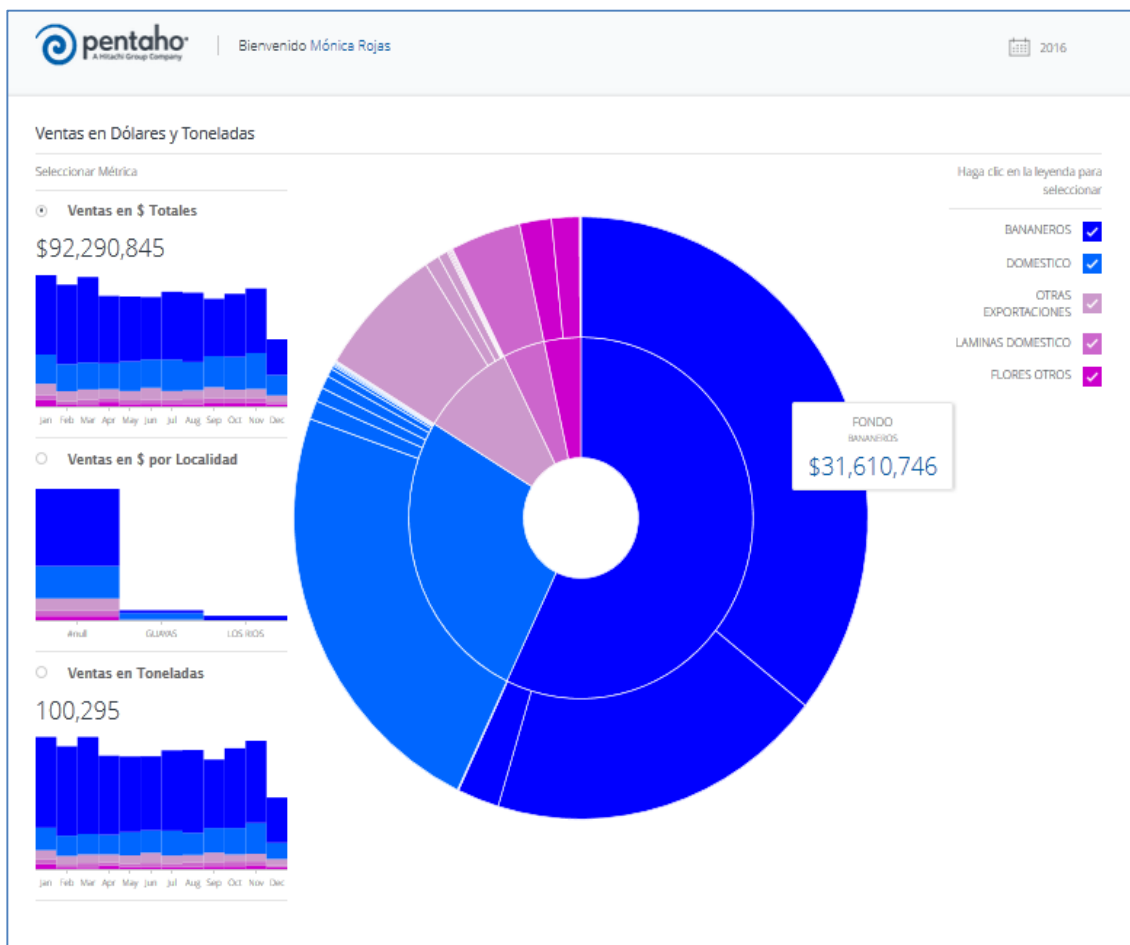 pentaho
A Hitachi Group Company
Bienvenido Mónica Rojas
2016
Ventas en Dólares y Toneladas
Seleccionar Métrica
Ventas en $ Totales
$92,290,845
Jan Feb Mar Apr May Jun Jul Aug Sep Oct Nov Dec
Ventas en $ por Localidad
#null GUAYAS LOS RIOS
Ventas en Toneladas
100,295
Jan Feb Mar Apr May Jun Jul Aug Sep Oct Nov Dec
FONDO
BANANEROS
$31,610,746
Haga clic en la leyenda para
seleccionar
BANANEROS
DOMESTICO
OTRAS
EXPORTACIONES
LAMINAS DOMESTICO
FLORES OTROS